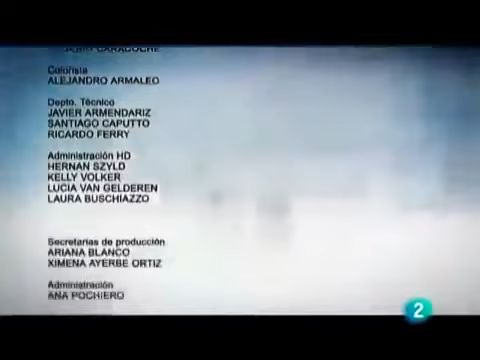 Colorista
ALEJANDRO ARMALEO
Depto. Técnico
JAVIER ARMENDARIZ
SANTIAGO CAPUTTO
RICARDO FERRY
Administración HD
HERNAN SZYLD
KELLY VOLKER
LUCIA VAN GELDEREN
LAURA BUSCHIAZZO
Secretarias de producción
ARIANA BLANCO
XIMENA AYERBE ORTIZ
Administración
ANA POCHIERO
2